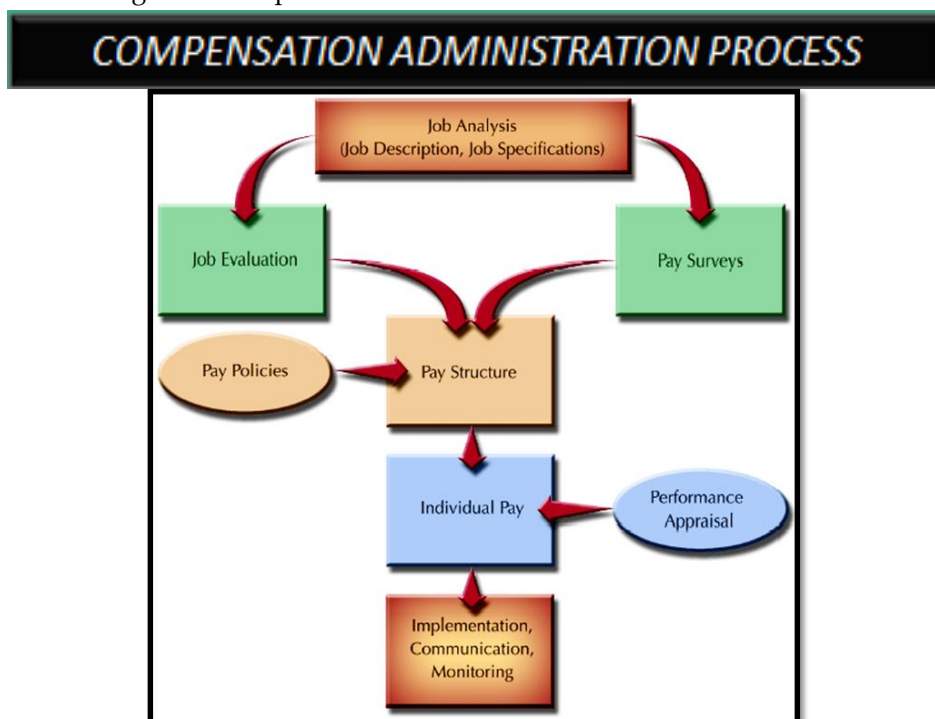 COMPENSATION ADMINISTRATION PROCESS
Job Analysis
(Job Description, Job Specifications)
Job Evaluation
Pay Surveys
Pay Policies
Pay Structure
Individual Pay
Performance
Appraisal
Implementation,
Communication,
Monitoring